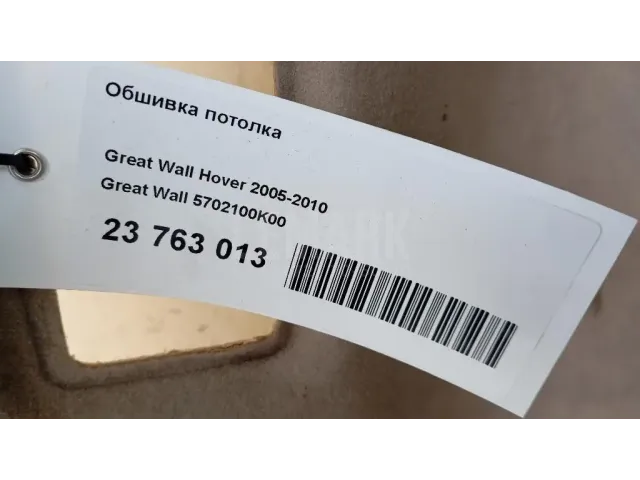 Обшивка потолка
Great Wall Hover 2005-2010
Great Wall 5702100K00
23 763 013